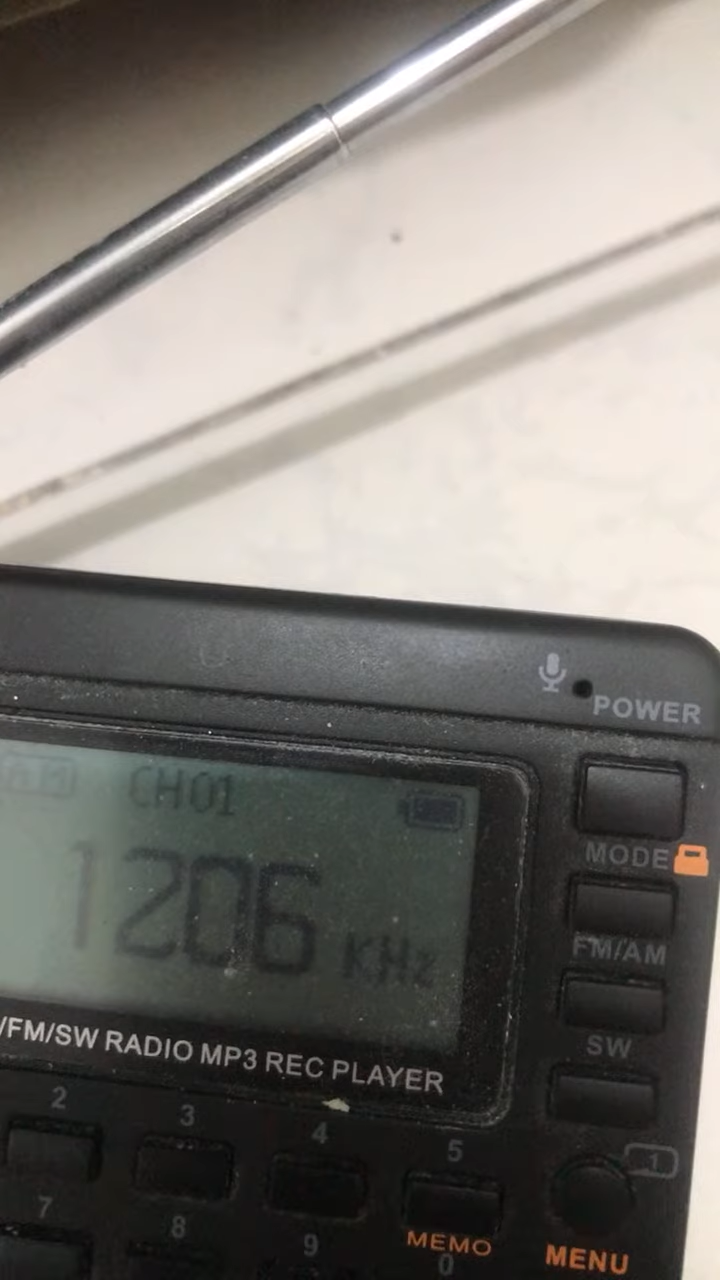 POWER
CH01
1206 KHz
MODE
FM/AM
SW
/FM/SW RADIO MP3 REC PLAYER
2 3 4 5
1
7 8 9 0
MEMO
MENU